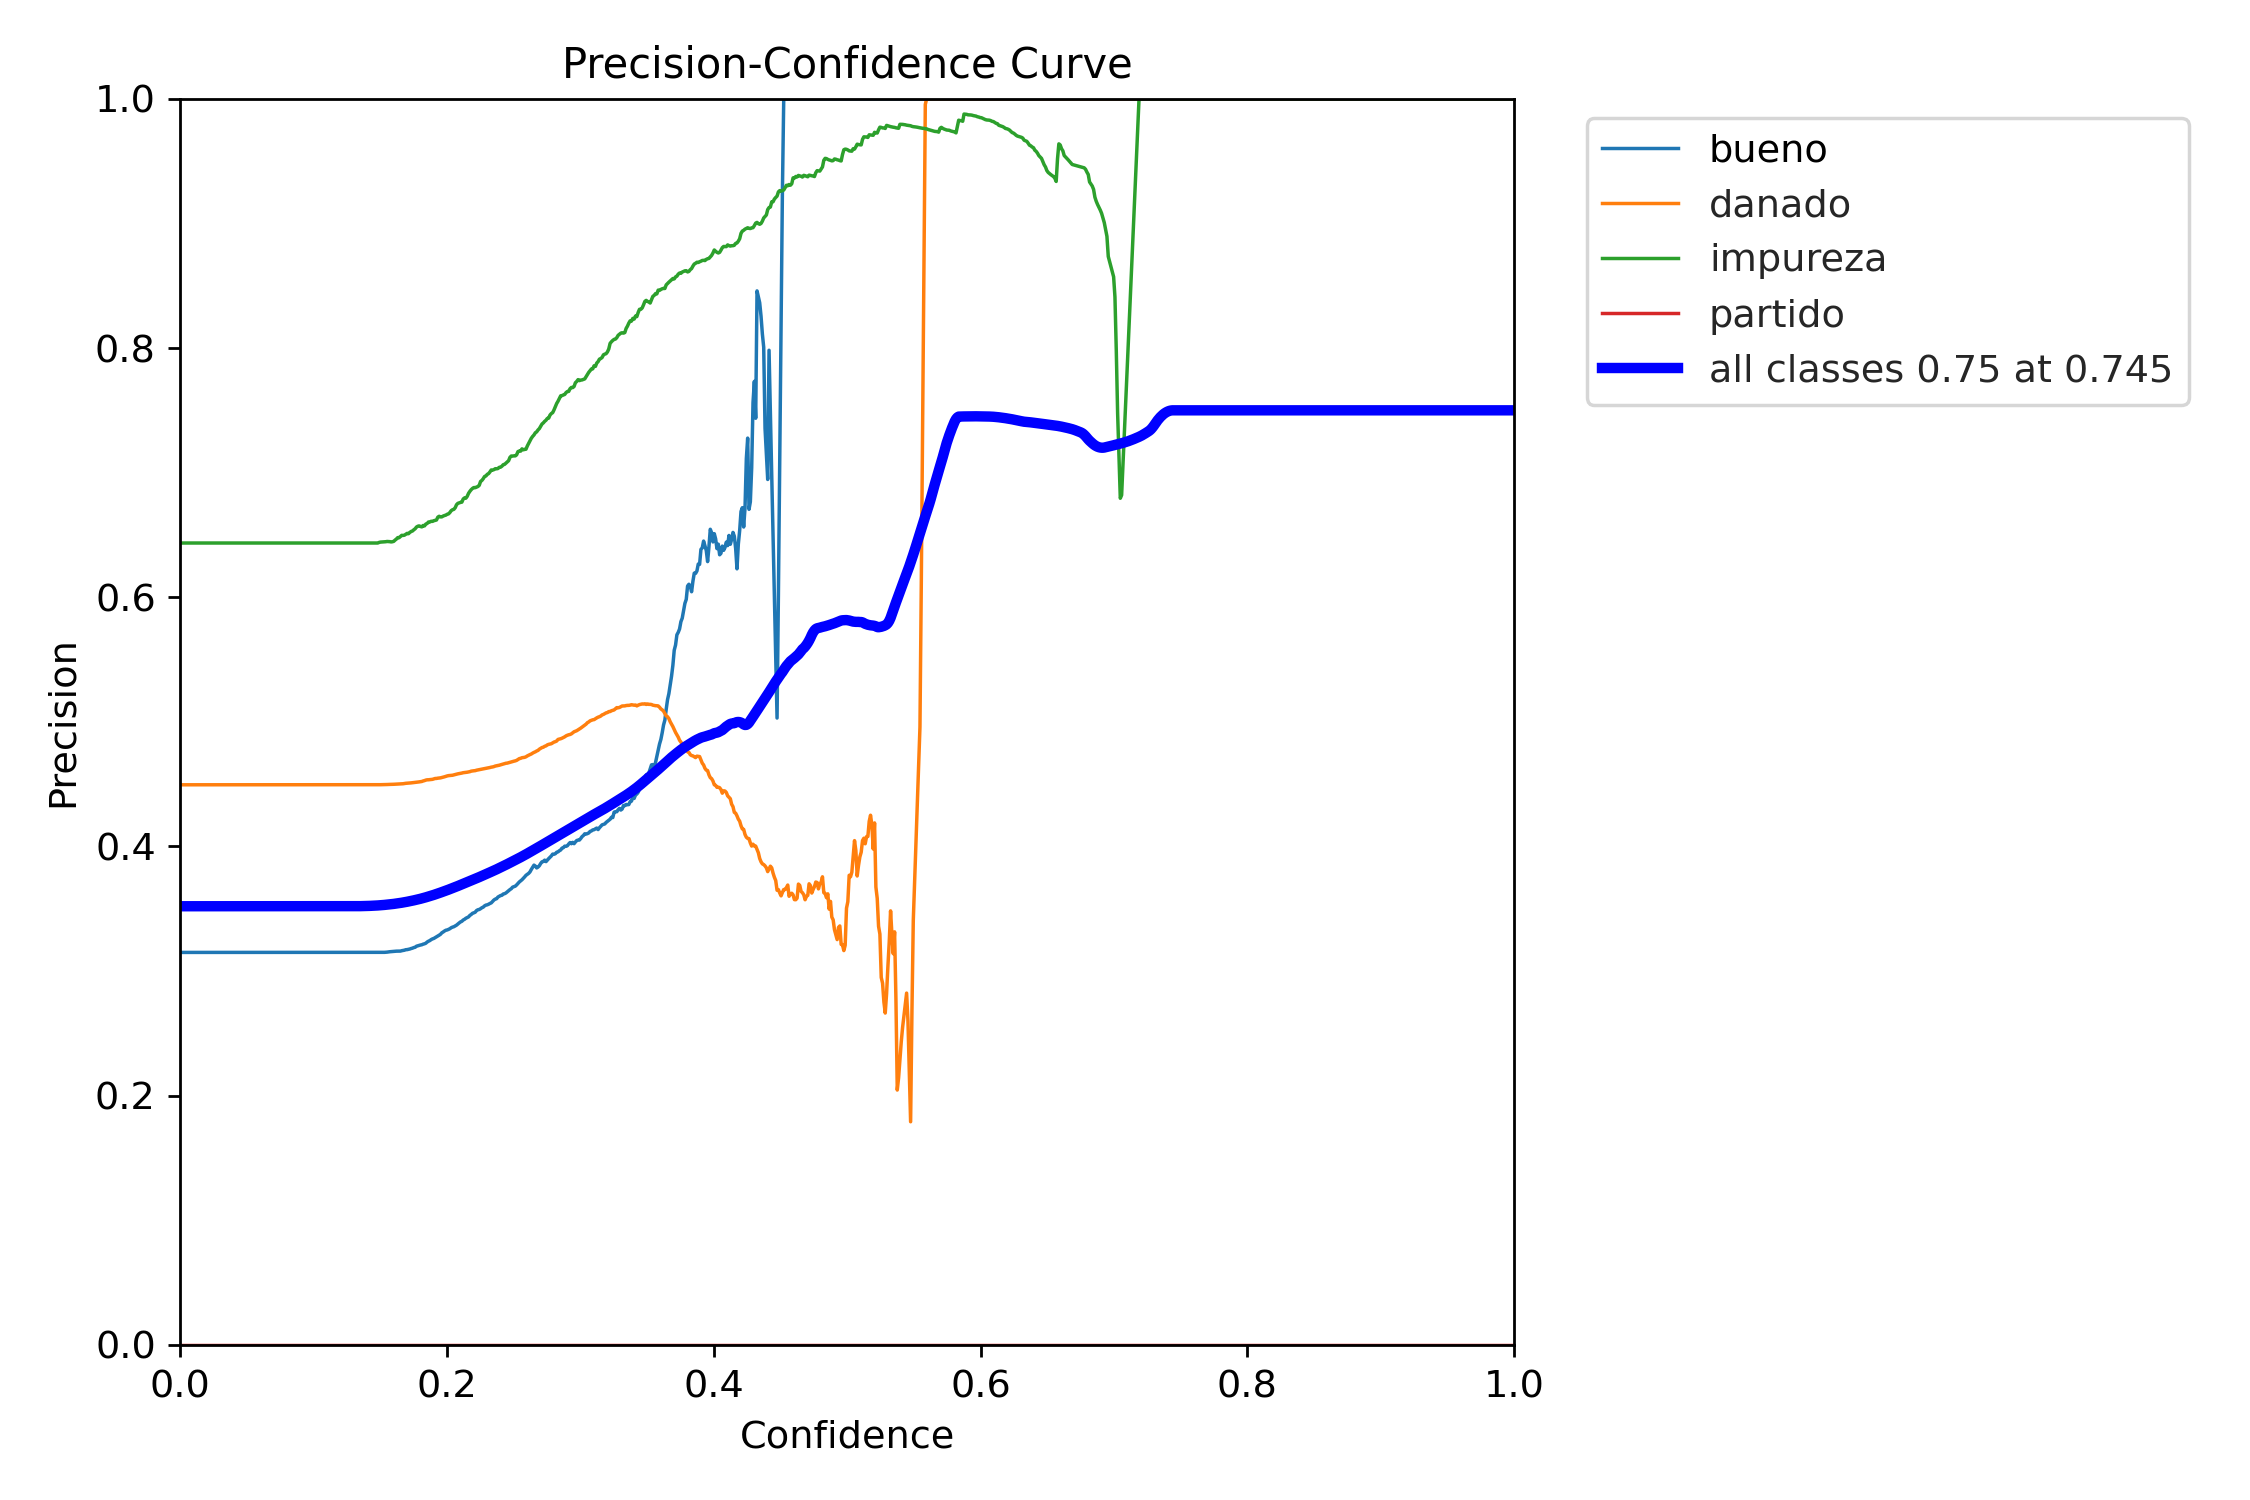 Precision-Confidence Curve
1.0
0.8
0.6
0.4
0.2
0.0
Precision
0.0 0.2 0.4 0.6 0.8 1.0
Confidence
bueno
danado
impureza
partido
all classes 0.75 at 0.745